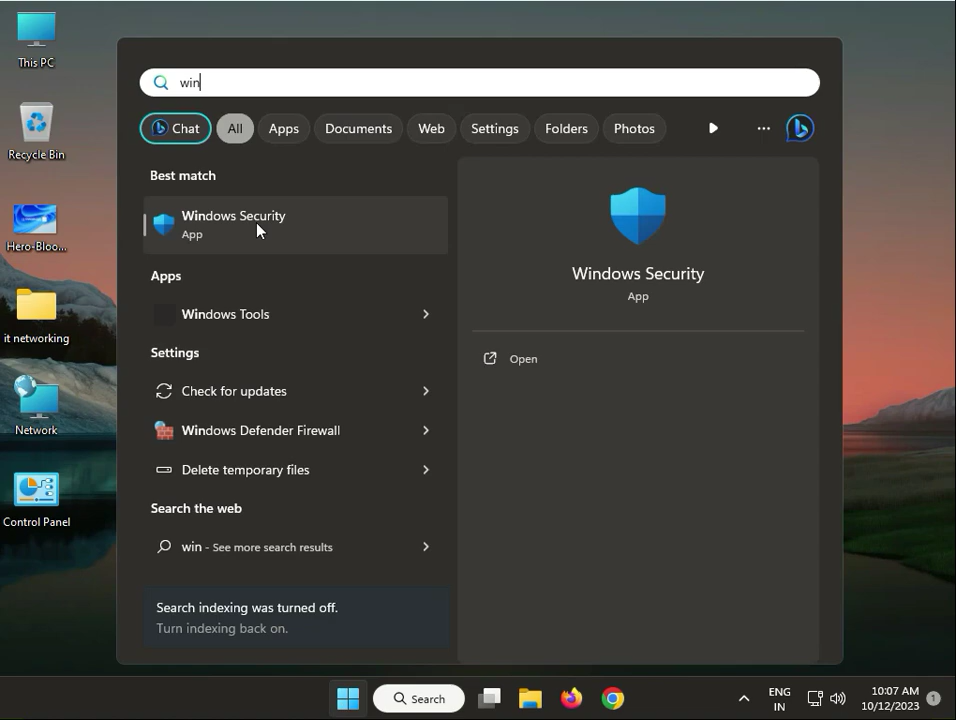 This PC
Recycle Bin
Hero-Bloo...
it networking
Network
Control Panel
win
Chat All Apps Documents Web Settings Folders Photos
Best match
Windows Security
App
Apps
Windows Tools
Settings
Check for updates
Windows Defender Firewall
Delete temporary files
Search the web
win - See more search results
Search indexing was turned off.
Turn indexing back on.
Windows Security
App
Open
Search
ENG
IN
10:07 AM
10/12/2023
1